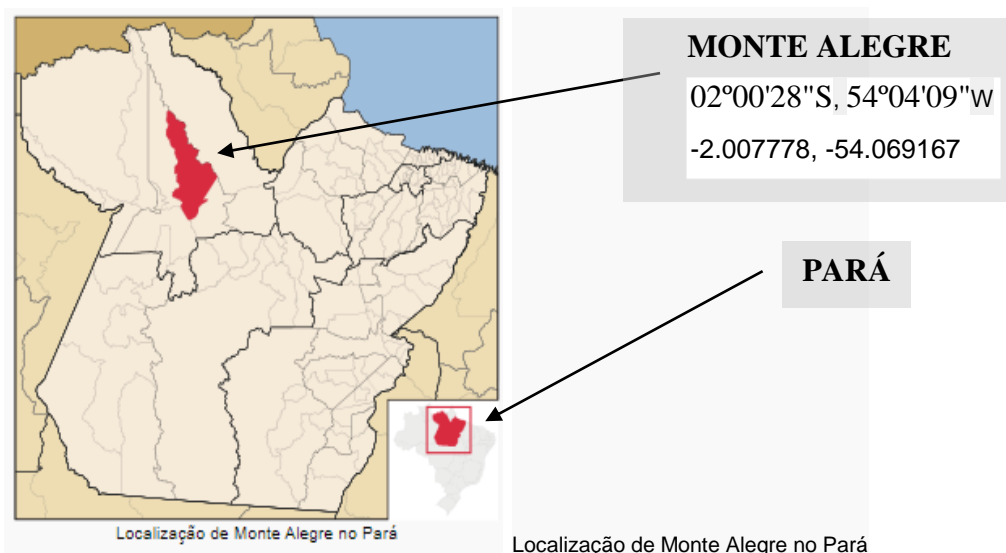 MONTE ALEGRE
02º00'28"S, 54º04'09"W
-2.007778, -54.069167
PARÁ
Localização de Monte Alegre no Pará
Localização de Monte Alegre no Pará